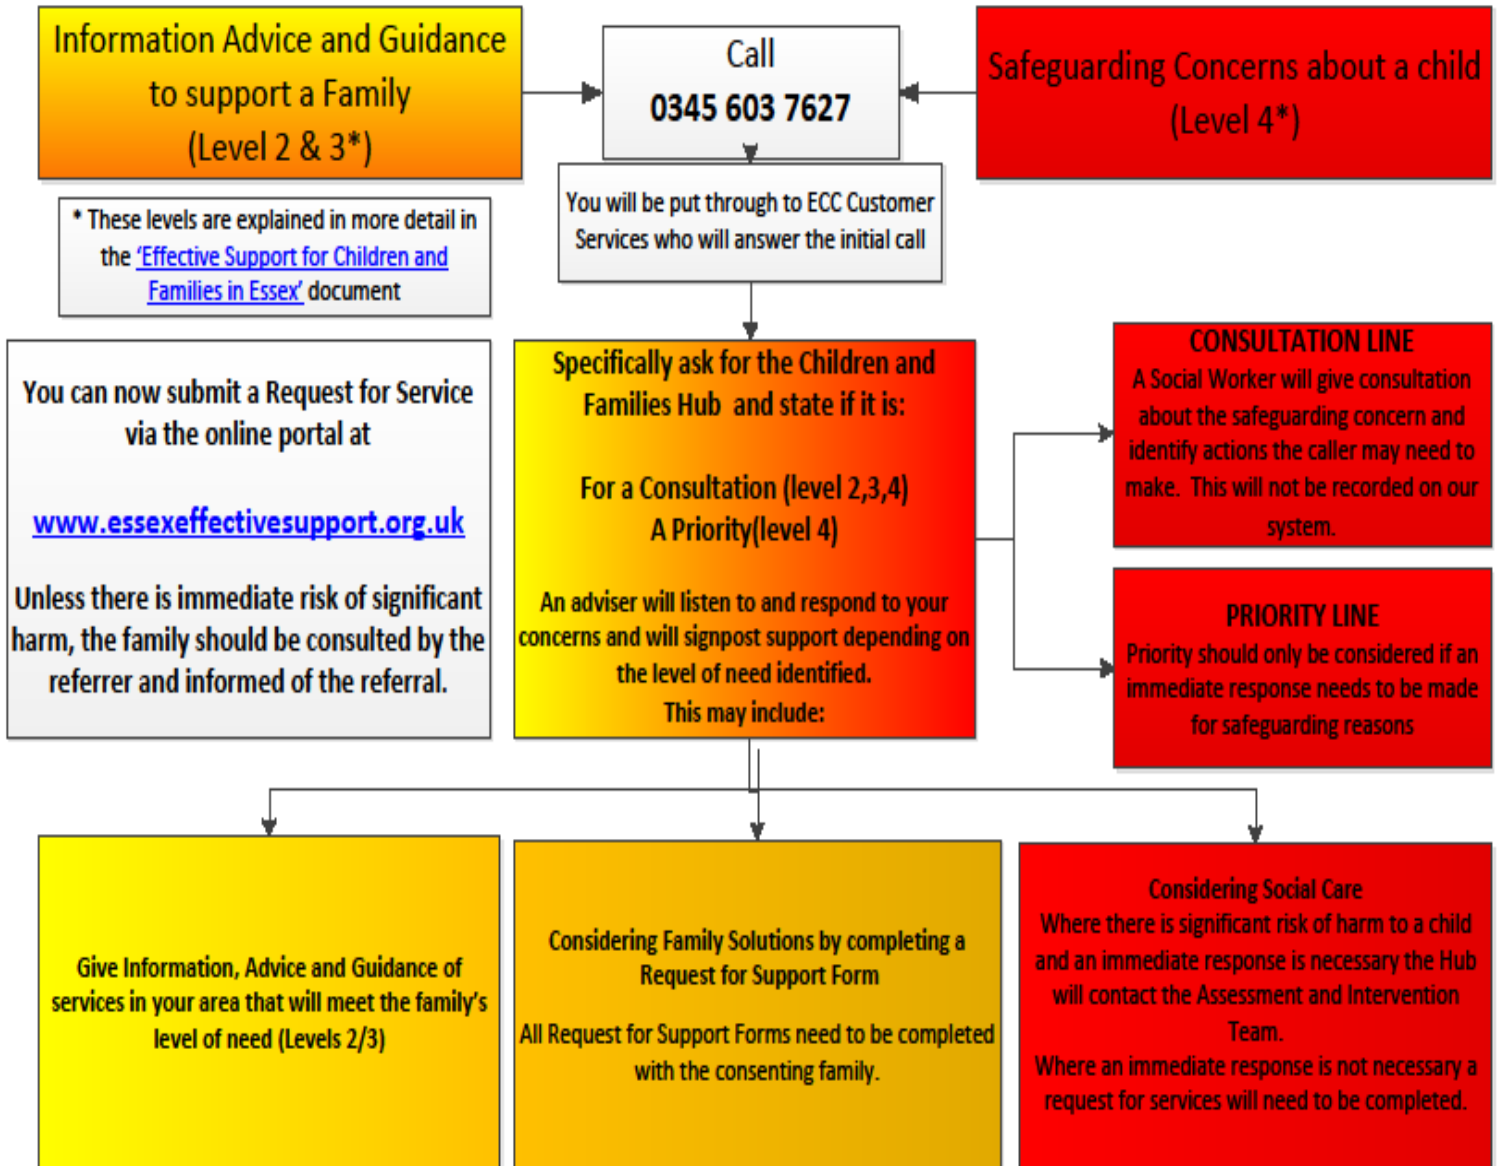 Information Advice and Guidance
to support a Family
(Level 2 & 3*)
Call
0345 603 7627
Safeguarding Concerns about a child
(Level 4*)
* These levels are explained in more detail in
the ‘Effective Support for Children and
Families in Essex’ document
You will be put through to ECC Customer
Services who will answer the initial call
You can now submit a Request for Service
via the online portal at
www.essexeffectivesupport.org.uk
Unless there is immediate risk of significant
harm, the family should be consulted by the
referrer and informed of the referral.
Specifically ask for the Children and
Families Hub and state if it is:
For a Consultation (level 2,3,4)
A Priority(level 4)
An adviser will listen to and respond to your
concerns and will signpost support depending on
the level of need identified.
This may include:
CONSULTATION LINE
A Social Worker will give consultation
about the safeguarding concern and
identify actions the caller may need to
make. This will not be recorded on our
system.
PRIORITY LINE
Priority should only be considered if an
immediate response needs to be made
for safeguarding reasons
Give Information, Advice and Guidance of
services in your area that will meet the family’s
level of need (Levels 2/3)
Considering Family Solutions by completing a
Request for Support Form
All Request for Support Forms need to be completed
with the consenting family.
Considering Social Care
Where there is significant risk of harm to a child
and an immediate response is necessary the Hub
will contact the Assessment and Intervention
Team.
Where an immediate response is not necessary a
request for services will need to be completed.